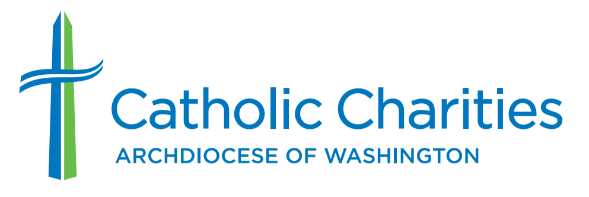 Catholic Charities
ARCHDIOCESE OF WASHINGTON